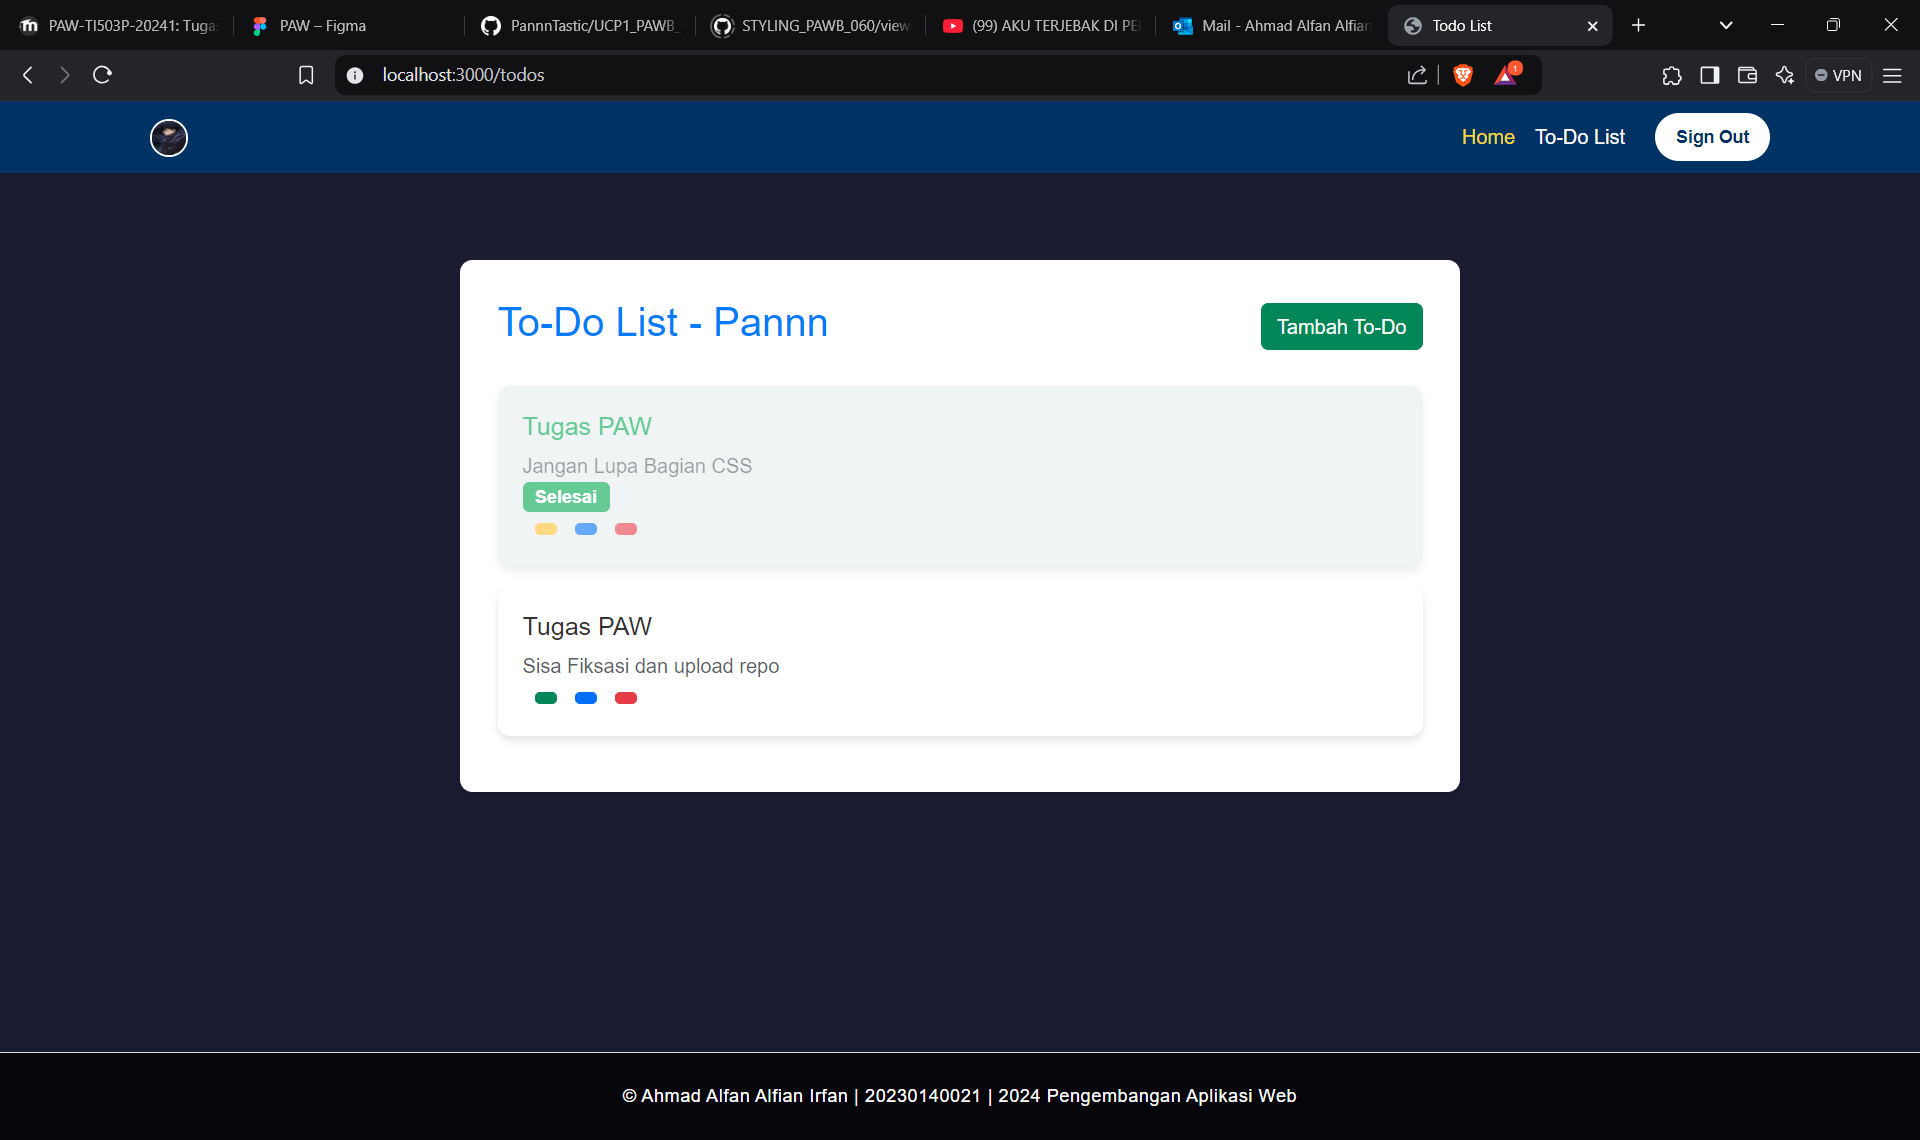 PAW-TI503P-20241: Tuga
PAW – Figma
PannnTastic/UCP1_PAWB_
STYLING_PAWB_060/view
(99) AKU TERJEBAK DI PE
Mail - Ahmad Alfan Alfian
Todo List
localhost:3000/todos
1
VPN
Home
To-Do List
Sign Out
To-Do List - Pannn
Tambah To-Do
Tugas PAW
Jangan Lupa Bagian CSS
Selesai
Tugas PAW
Sisa Fiksasi dan upload repo
© Ahmad Alfan Alfian Irfan | 20230140021 | 2024 Pengembangan Aplikasi Web